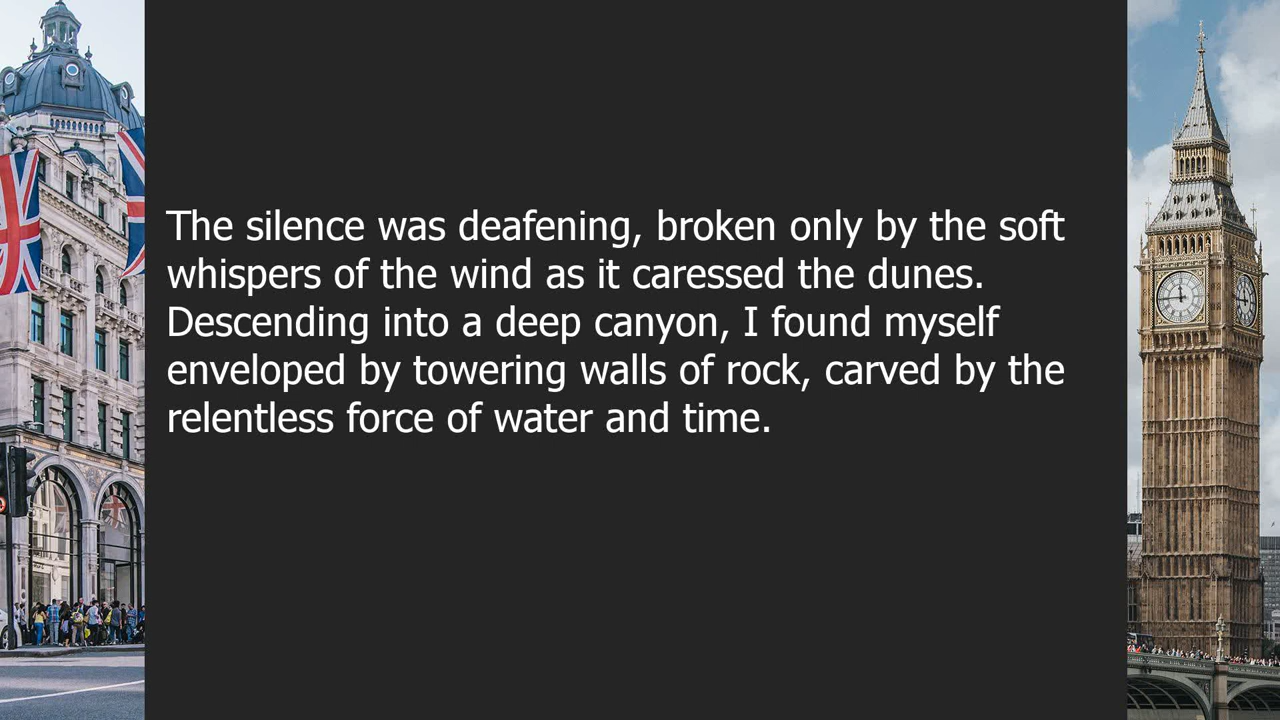 The silence was deafening, broken only by the soft
whispers of the wind as it caressed the dunes.
Descending into a deep canyon, I found myself
enveloped by towering walls of rock, carved by the
relentless force of water and time.